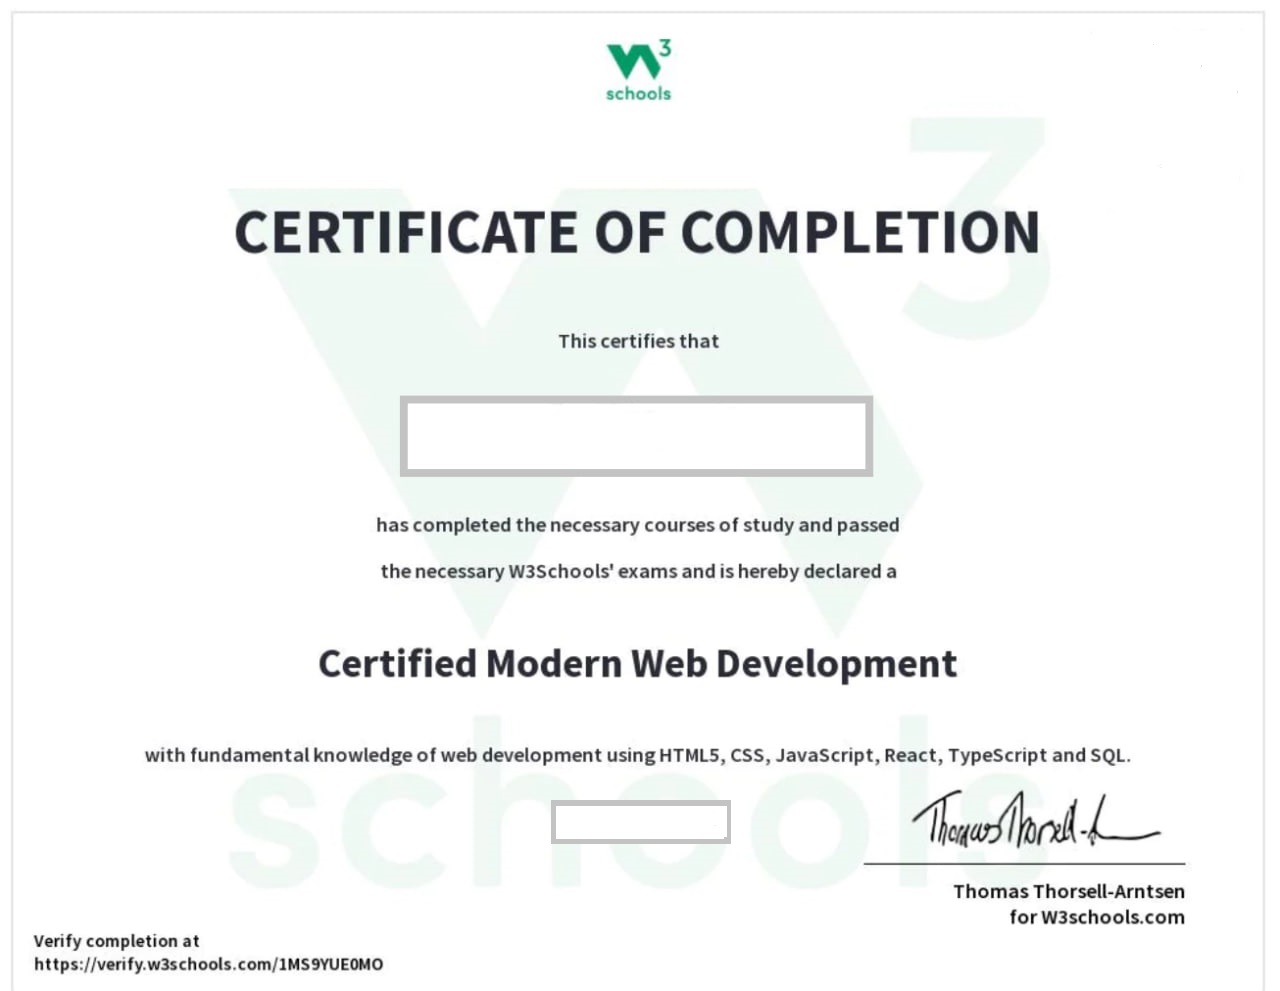 W3
schools
CERTIFICATE OF COMPLETION
This certifies that
has completed the necessary courses of study and passed
the necessary W3Schools' exams and is hereby declared a
Certified Modern Web Development
with fundamental knowledge of web development using HTML5, CSS, JavaScript, React, TypeScript and SQL.
Thomas Thorsell-Arntsen
for W3schools.com
Verify completion at
https://verify.w3schools.com/1MS9YUE0MO